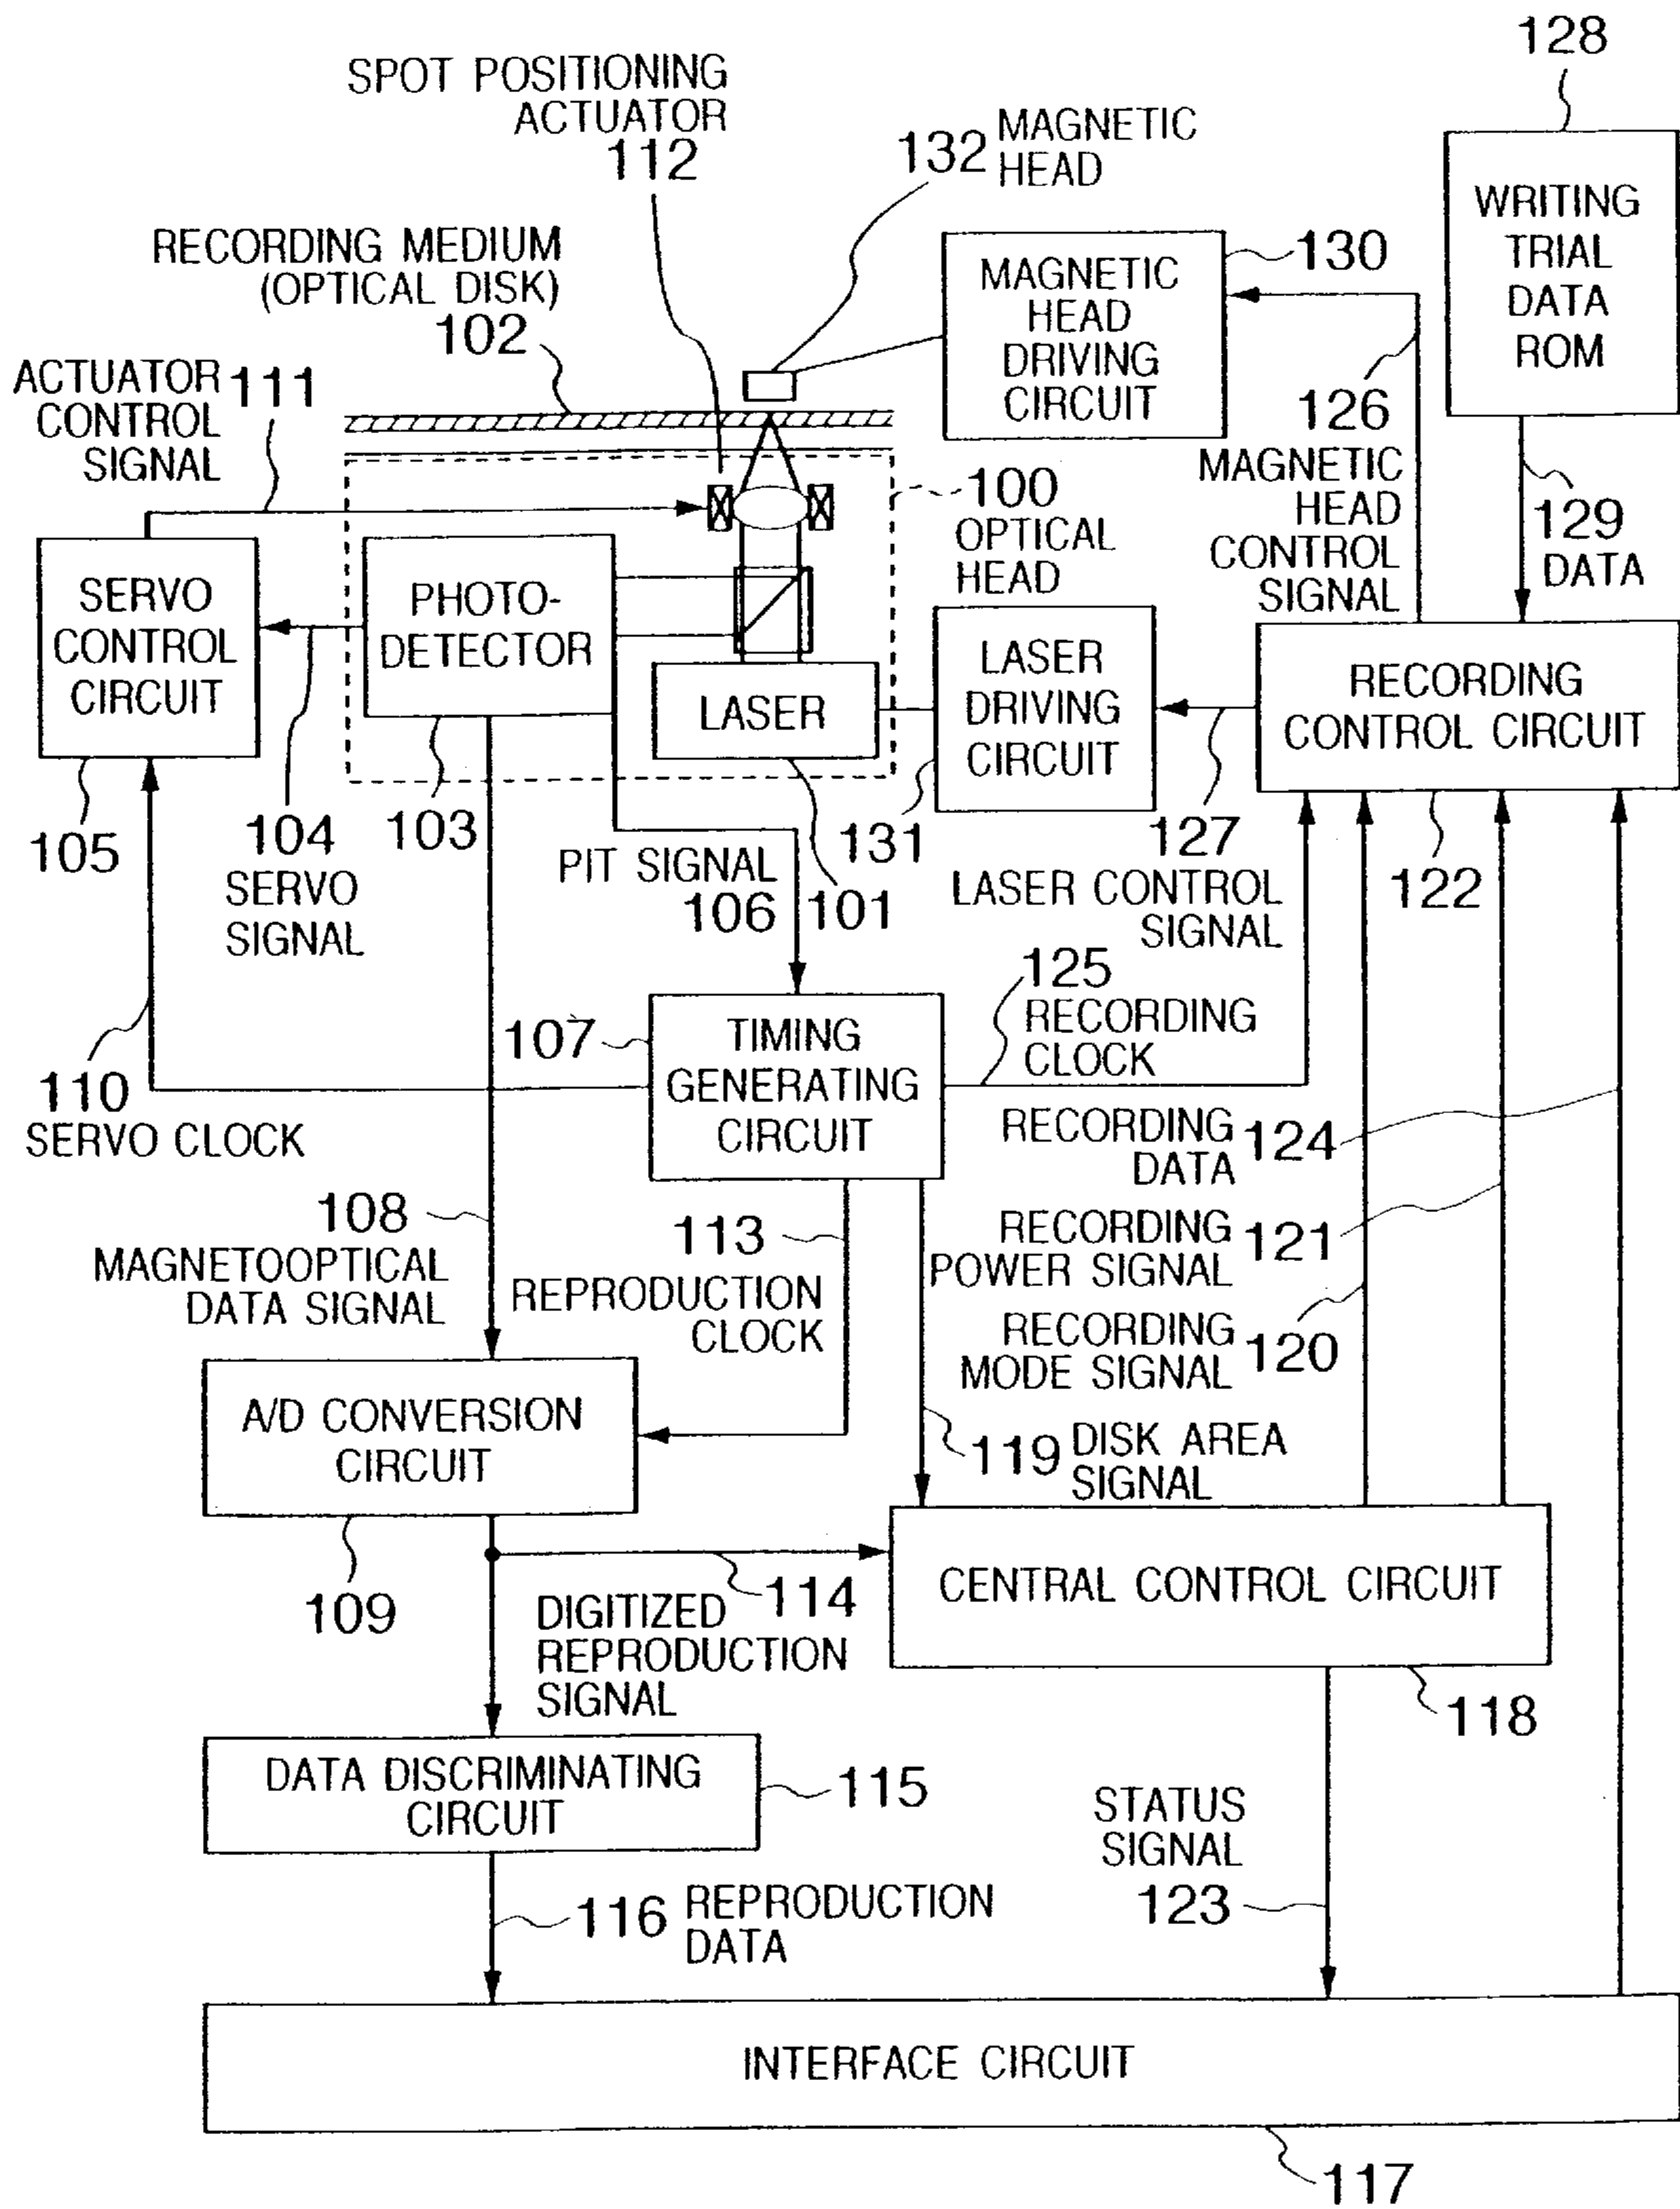 128
SPOT POSITIONING
ACTUATOR
112
132 MAGNETIC
HEAD
WRITING
TRIAL
DATA
ROM
RECORDING MEDIUM
(OPTICAL DISK)
102
MAGNETIC
HEAD
DRIVING
CIRCUIT
130
ACTUATOR 111
CONTROL
SIGNAL
126
MAGNETIC
HEAD
CONTROL
SIGNAL
100
OPTICAL
HEAD
129
DATA
SERVO
CONTROL
CIRCUIT
PHOTO-
DETECTOR
LASER
LASER
DRIVING
CIRCUIT
RECORDING
CONTROL CIRCUIT
105
104
SERVO
SIGNAL
103
PIT SIGNAL
106
101
131
127
LASER CONTROL
SIGNAL
122
125
RECORDING
CLOCK
107
TIMING
GENERATING
CIRCUIT
110
SERVO CLOCK
RECORDING
DATA
124
108
MAGNETOOPTICAL
DATA SIGNAL
113
REPRODUCTION
CLOCK
RECORDING
POWER SIGNAL
121
RECORDING
MODE SIGNAL
120
A/D CONVERSION
CIRCUIT
119 DISK AREA
SIGNAL
109
114
DIGITIZED
REPRODUCTION
SIGNAL
CENTRAL CONTROL CIRCUIT
118
DATA DISCRIMINATING
CIRCUIT
115
STATUS
SIGNAL
123
116 REPRODUCTION
DATA
INTERFACE CIRCUIT
117